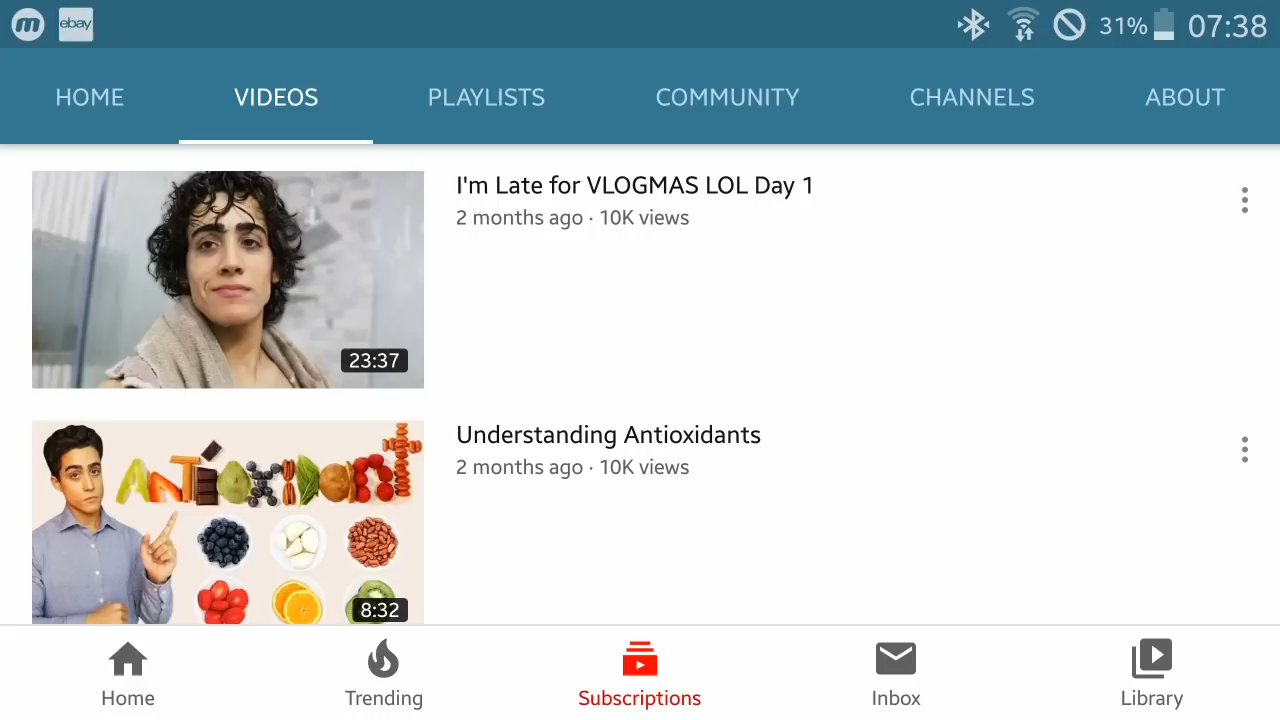 m ebay 31% 07:38
HOME VIDEOS PLAYLISTS COMMUNITY CHANNELS ABOUT
I'm Late for VLOGMAS LOL Day 1
2 months ago · 10K views
23:37
Understanding Antioxidants
2 months ago · 10K views
ANTIOXIDANT
8:32
Home Trending Subscriptions Inbox Library